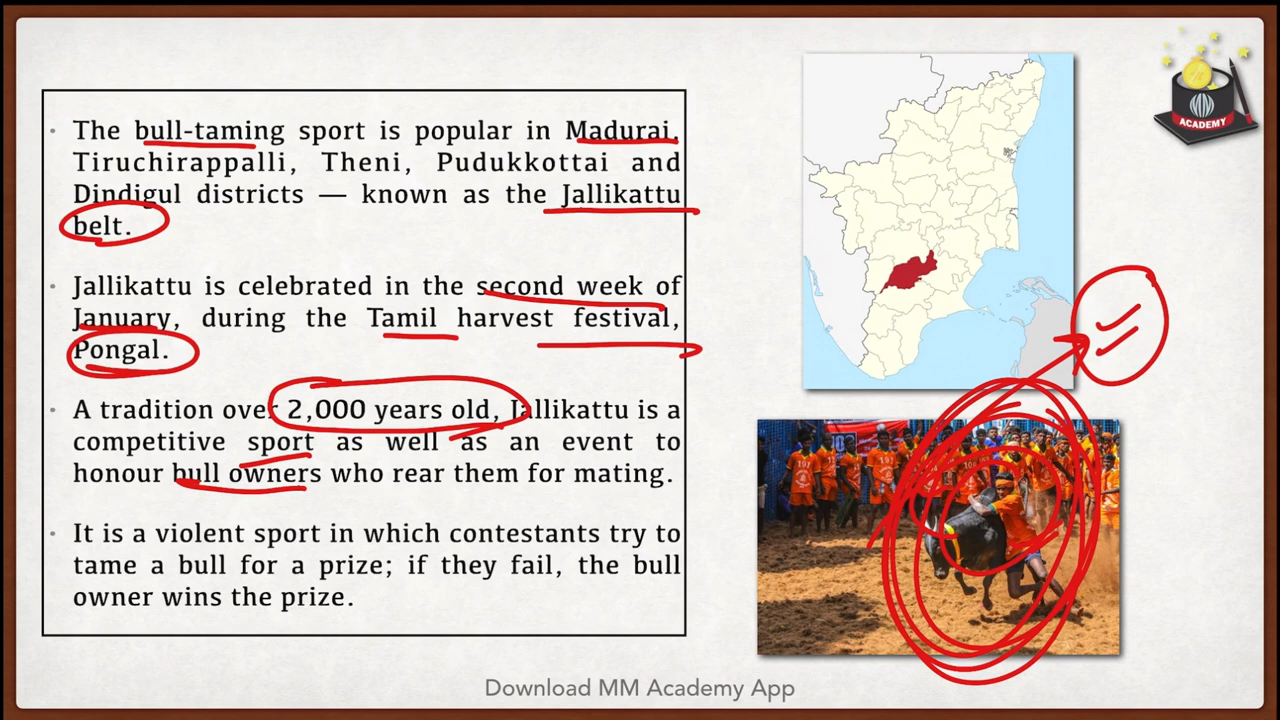 The bull-taming sport is popular in Madurai,
Tiruchirappalli, Theni, Pudukkottai and
Dindigul districts — known as the Jallikattu
belt.
Jallikattu is celebrated in the second week of
January, during the Tamil harvest festival,
Pongal.
A tradition over 2,000 years old, Jallikattu is a
competitive sport as well as an event to
honour bull owners who rear them for mating.
It is a violent sport in which contestants try to
tame a bull for a prize; if they fail, the bull
owner wins the prize.
ACADEMY
191
Download MM Academy App